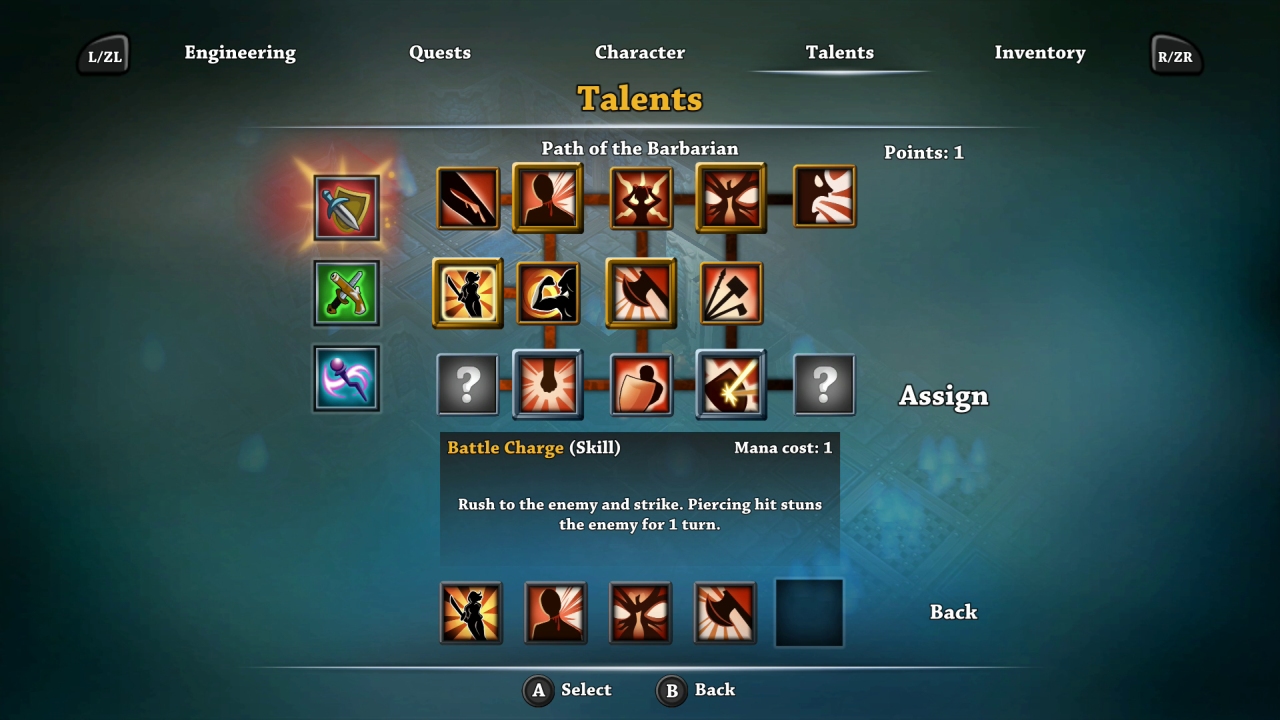 L/ZL Engineering Quests Character Talents Inventory R/ZR
Talents
Path of the Barbarian
Points: 1
?
?
Assign
Battle Charge (Skill) Mana cost: 1
Rush to the enemy and strike. Piercing hit stuns
the enemy for 1 turn.
Back
A Select B Back